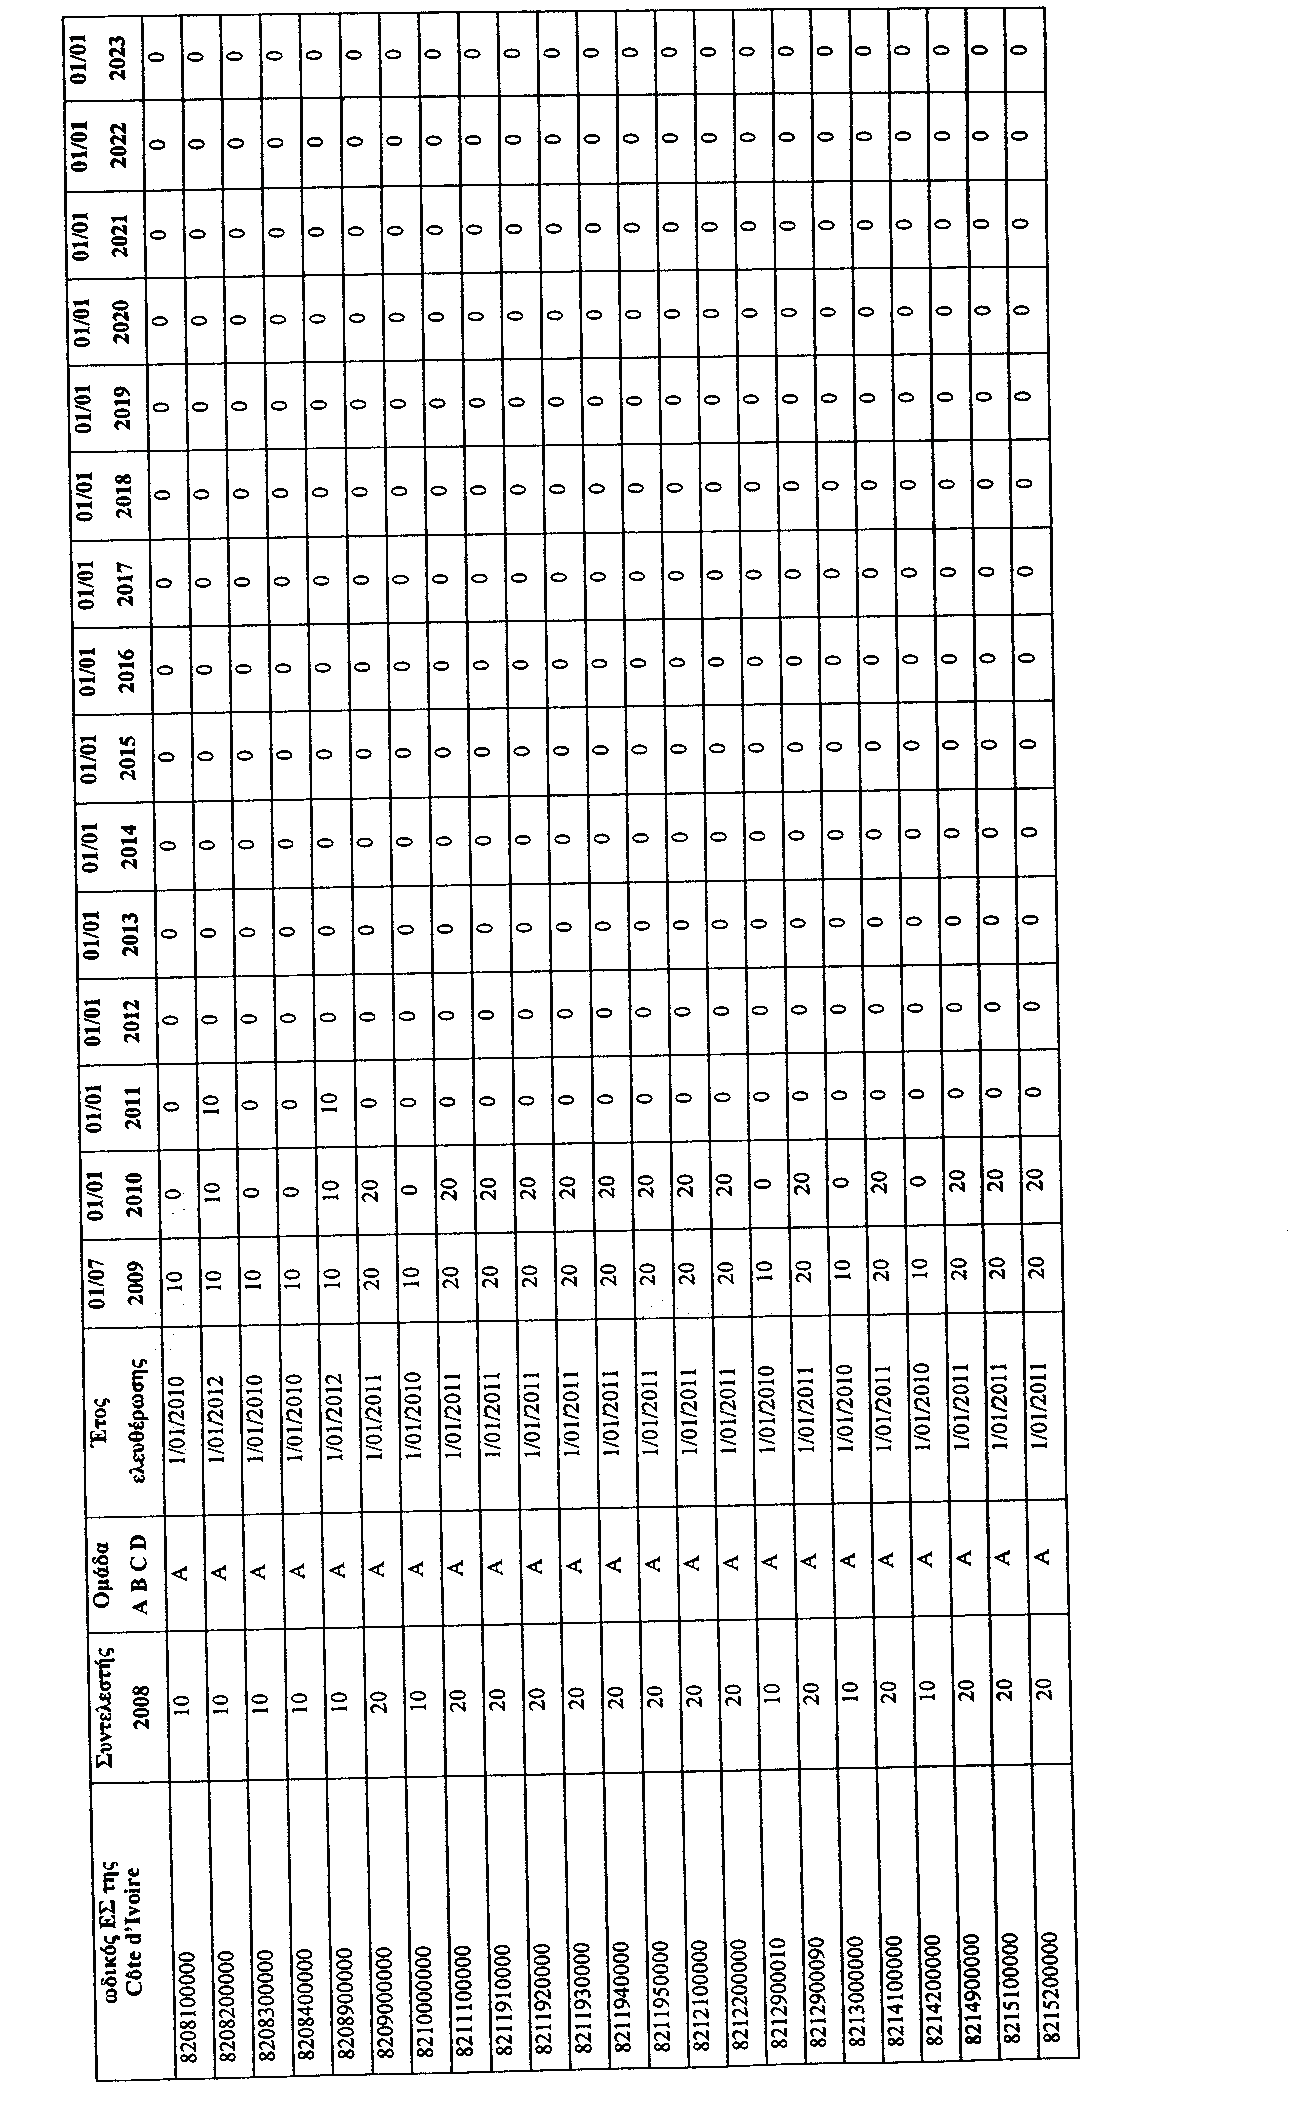 ωδικός ΕΣ της Συντελεστής Ομάδα Έτος 01/07 01/01 01/01 01/01 01/01 01/01 01/01 01/01 01/01 01/01 01/01 01/01 01/01 01/01 01/01
Côte d'Ivoire 2008 A B C D ελευθέρωσης 2009 2010 2011 2012 2013 2014 2015 2016 2017 2018 2019 2020 2021 2022 2023
8208100000 10 A 1/01/2010 10 0 0 0 0 0 0 0 0 0 0 0 0 0 0
8208200000 10 A 1/01/2012 10 10 10 0 0 0 0 0 0 0 0 0 0 0 0
8208300000 10 A 1/01/2010 10 0 0 0 0 0 0 0 0 0 0 0 0 0 0
8208400000 10 A 1/01/2010 10 0 0 0 0 0 0 0 0 0 0 0 0 0 0
8208900000 10 A 1/01/2012 10 10 10 0 0 0 0 0 0 0 0 0 0 0 0
8209000000 20 A 1/01/2011 20 20 0 0 0 0 0 0 0 0 0 0 0 0 0
8210000000 10 A 1/01/2010 10 0 0 0 0 0 0 0 0 0 0 0 0 0 0
8211100000 20 A 1/01/2011 20 20 0 0 0 0 0 0 0 0 0 0 0 0 0
8211910000 20 A 1/01/2011 20 20 0 0 0 0 0 0 0 0 0 0 0 0 0
8211920000 20 A 1/01/2011 20 20 0 0 0 0 0 0 0 0 0 0 0 0 0
8211930000 20 A 1/01/2011 20 20 0 0 0 0 0 0 0 0 0 0 0 0 0
8211940000 20 A 1/01/2011 20 20 0 0 0 0 0 0 0 0 0 0 0 0 0
8211950000 20 A 1/01/2011 20 20 0 0 0 0 0 0 0 0 0 0 0 0 0
8212100000 20 A 1/01/2011 20 20 0 0 0 0 0 0 0 0 0 0 0 0 0
8212200000 20 A 1/01/2011 20 20 0 0 0 0 0 0 0 0 0 0 0 0 0
8212900010 10 A 1/01/2010 10 0 0 0 0 0 0 0 0 0 0 0 0 0 0
8212900090 20 A 1/01/2011 20 20 0 0 0 0 0 0 0 0 0 0 0 0 0
8213000000 10 A 1/01/2010 10 0 0 0 0 0 0 0 0 0 0 0 0 0 0
8214100000 20 A 1/01/2011 20 20 0 0 0 0 0 0 0 0 0 0 0 0 0
8214200000 10 A 1/01/2010 10 0 0 0 0 0 0 0 0 0 0 0 0 0 0
8214900000 20 A 1/01/2011 20 20 0 0 0 0 0 0 0 0 0 0 0 0 0
8215100000 20 A 1/01/2011 20 20 0 0 0 0 0 0 0 0 0 0 0 0 0
8215200000 20 A 1/01/2011 20 20 0 0 0 0 0 0 0 0 0 0 0 0 0